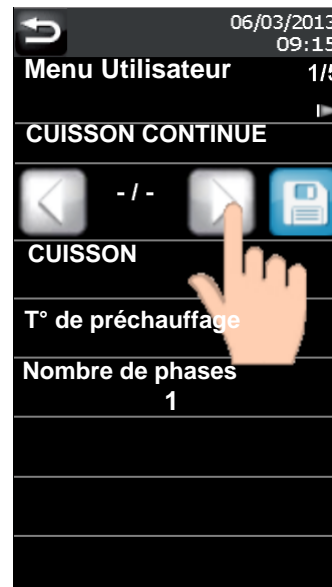 06/03/2013
09:15
Menu Utilisateur 1/5
CUISSON CONTINUE
- / -
CUISSON
T° de préchauffage
Nombre de phases
1